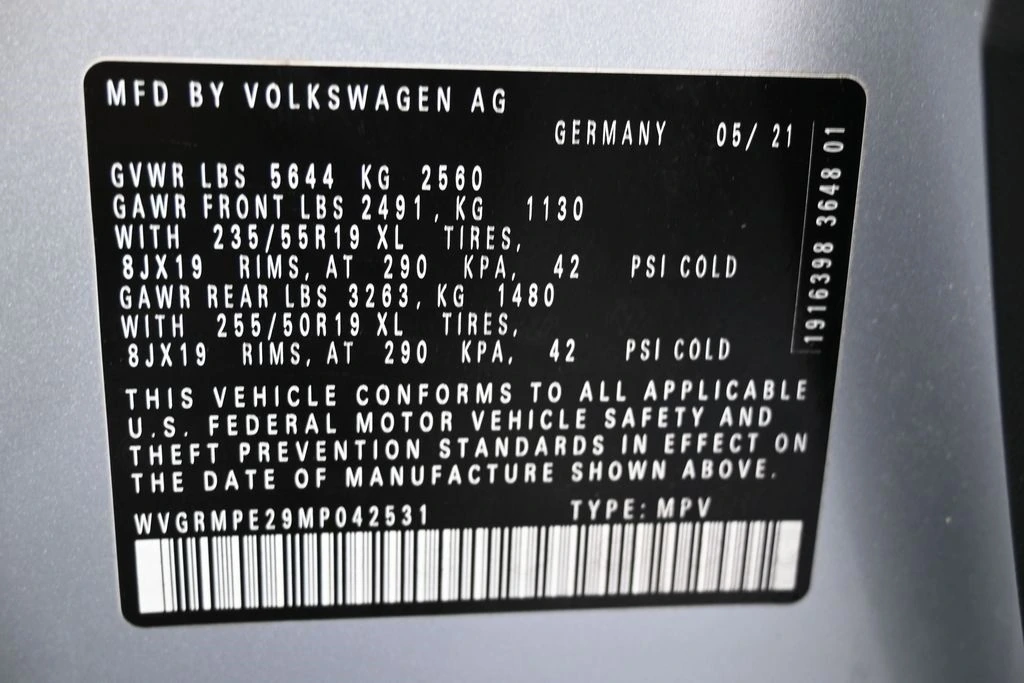 MFD BY VOLKSWAGEN AG
GERMANY 05/ 21
GVWR LBS 5644 KG 2560
GAWR FRONT LBS 2491, KG 1130
WITH 235/55R19 XL TIRES,
8JX19 RIMS, AT 290 KPA, 42 PSI COLD
GAWR REAR LBS 3263, KG 1480
WITH 255/50R19 XL TIRES,
8JX19 RIMS, AT 290 KPA, 42 PSI COLD
THIS VEHICLE CONFORMS TO ALL APPLICABLE
U.S. FEDERAL MOTOR VEHICLE SAFETY AND
THEFT PREVENTION STANDARDS IN EFFECT ON
THE DATE OF MANUFACTURE SHOWN ABOVE.
WVGRMPE29MP042531 TYPE: MPV
1916398 3648 01